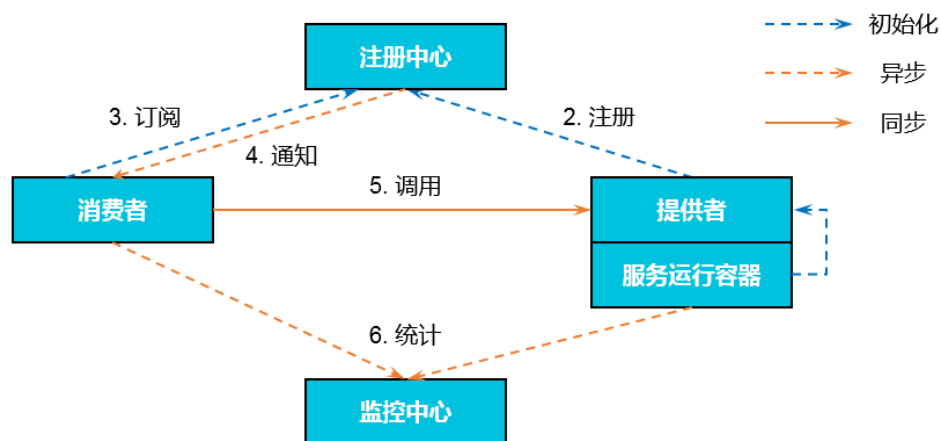 初始化
注册中心
异步
3. 订阅
2. 注册
同步
4. 通知
5. 调用
消费者
提供者
服务运行容器
6. 统计
监控中心